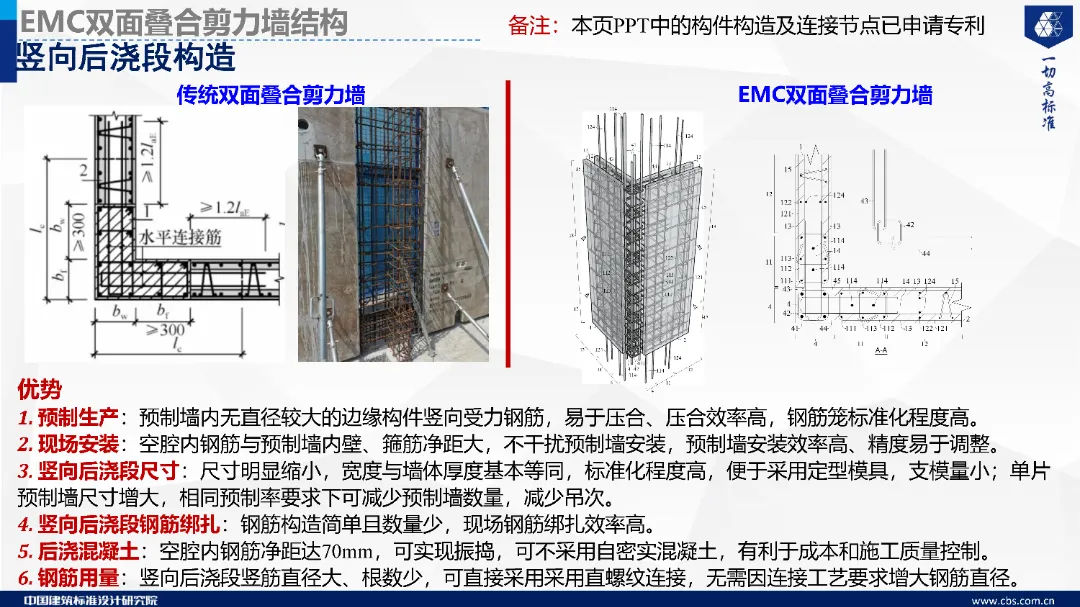 EMC双面叠合剪力墙结构
备注：本页PPT中的构件构造及连接节点已申请专利
竖向后浇段构造
一切高标准
传统双面叠合剪力墙
EMC双面叠合剪力墙
≥1.2laE
2
1
≥1.2laE
水平连接筋
lc
bw
≥300
bf
bw
bf
≥300
lc
A-A
优势
1. 预制生产：预制墙内无直径较大的边缘构件竖向受力钢筋，易于压合、压合效率高，钢筋笼标准化程度高。
2. 现场安装：空腔内钢筋与预制墙内壁、箍筋净距大，不干扰预制墙安装，预制墙安装效率高、精度易于调整。
3. 竖向后浇段尺寸：尺寸明显缩小，宽度与墙体厚度基本等同，标准化程度高，便于采用定型模具，支模量小；单片
预制墙尺寸增大，相同预制率要求下可减少预制墙数量，减少吊次。
4. 竖向后浇段钢筋绑扎：钢筋构造简单且数量少，现场钢筋绑扎效率高。
5. 后浇混凝土：空腔内钢筋净距达70mm，可实现振捣，可不采用自密实混凝土，有利于成本和施工质量控制。
6. 钢筋用量：竖向后浇段竖筋直径大、根数少，可直接采用采用直螺纹连接，无需因连接工艺要求增大钢筋直径。
中国建筑标准设计研究院
www.cbs.com.cn